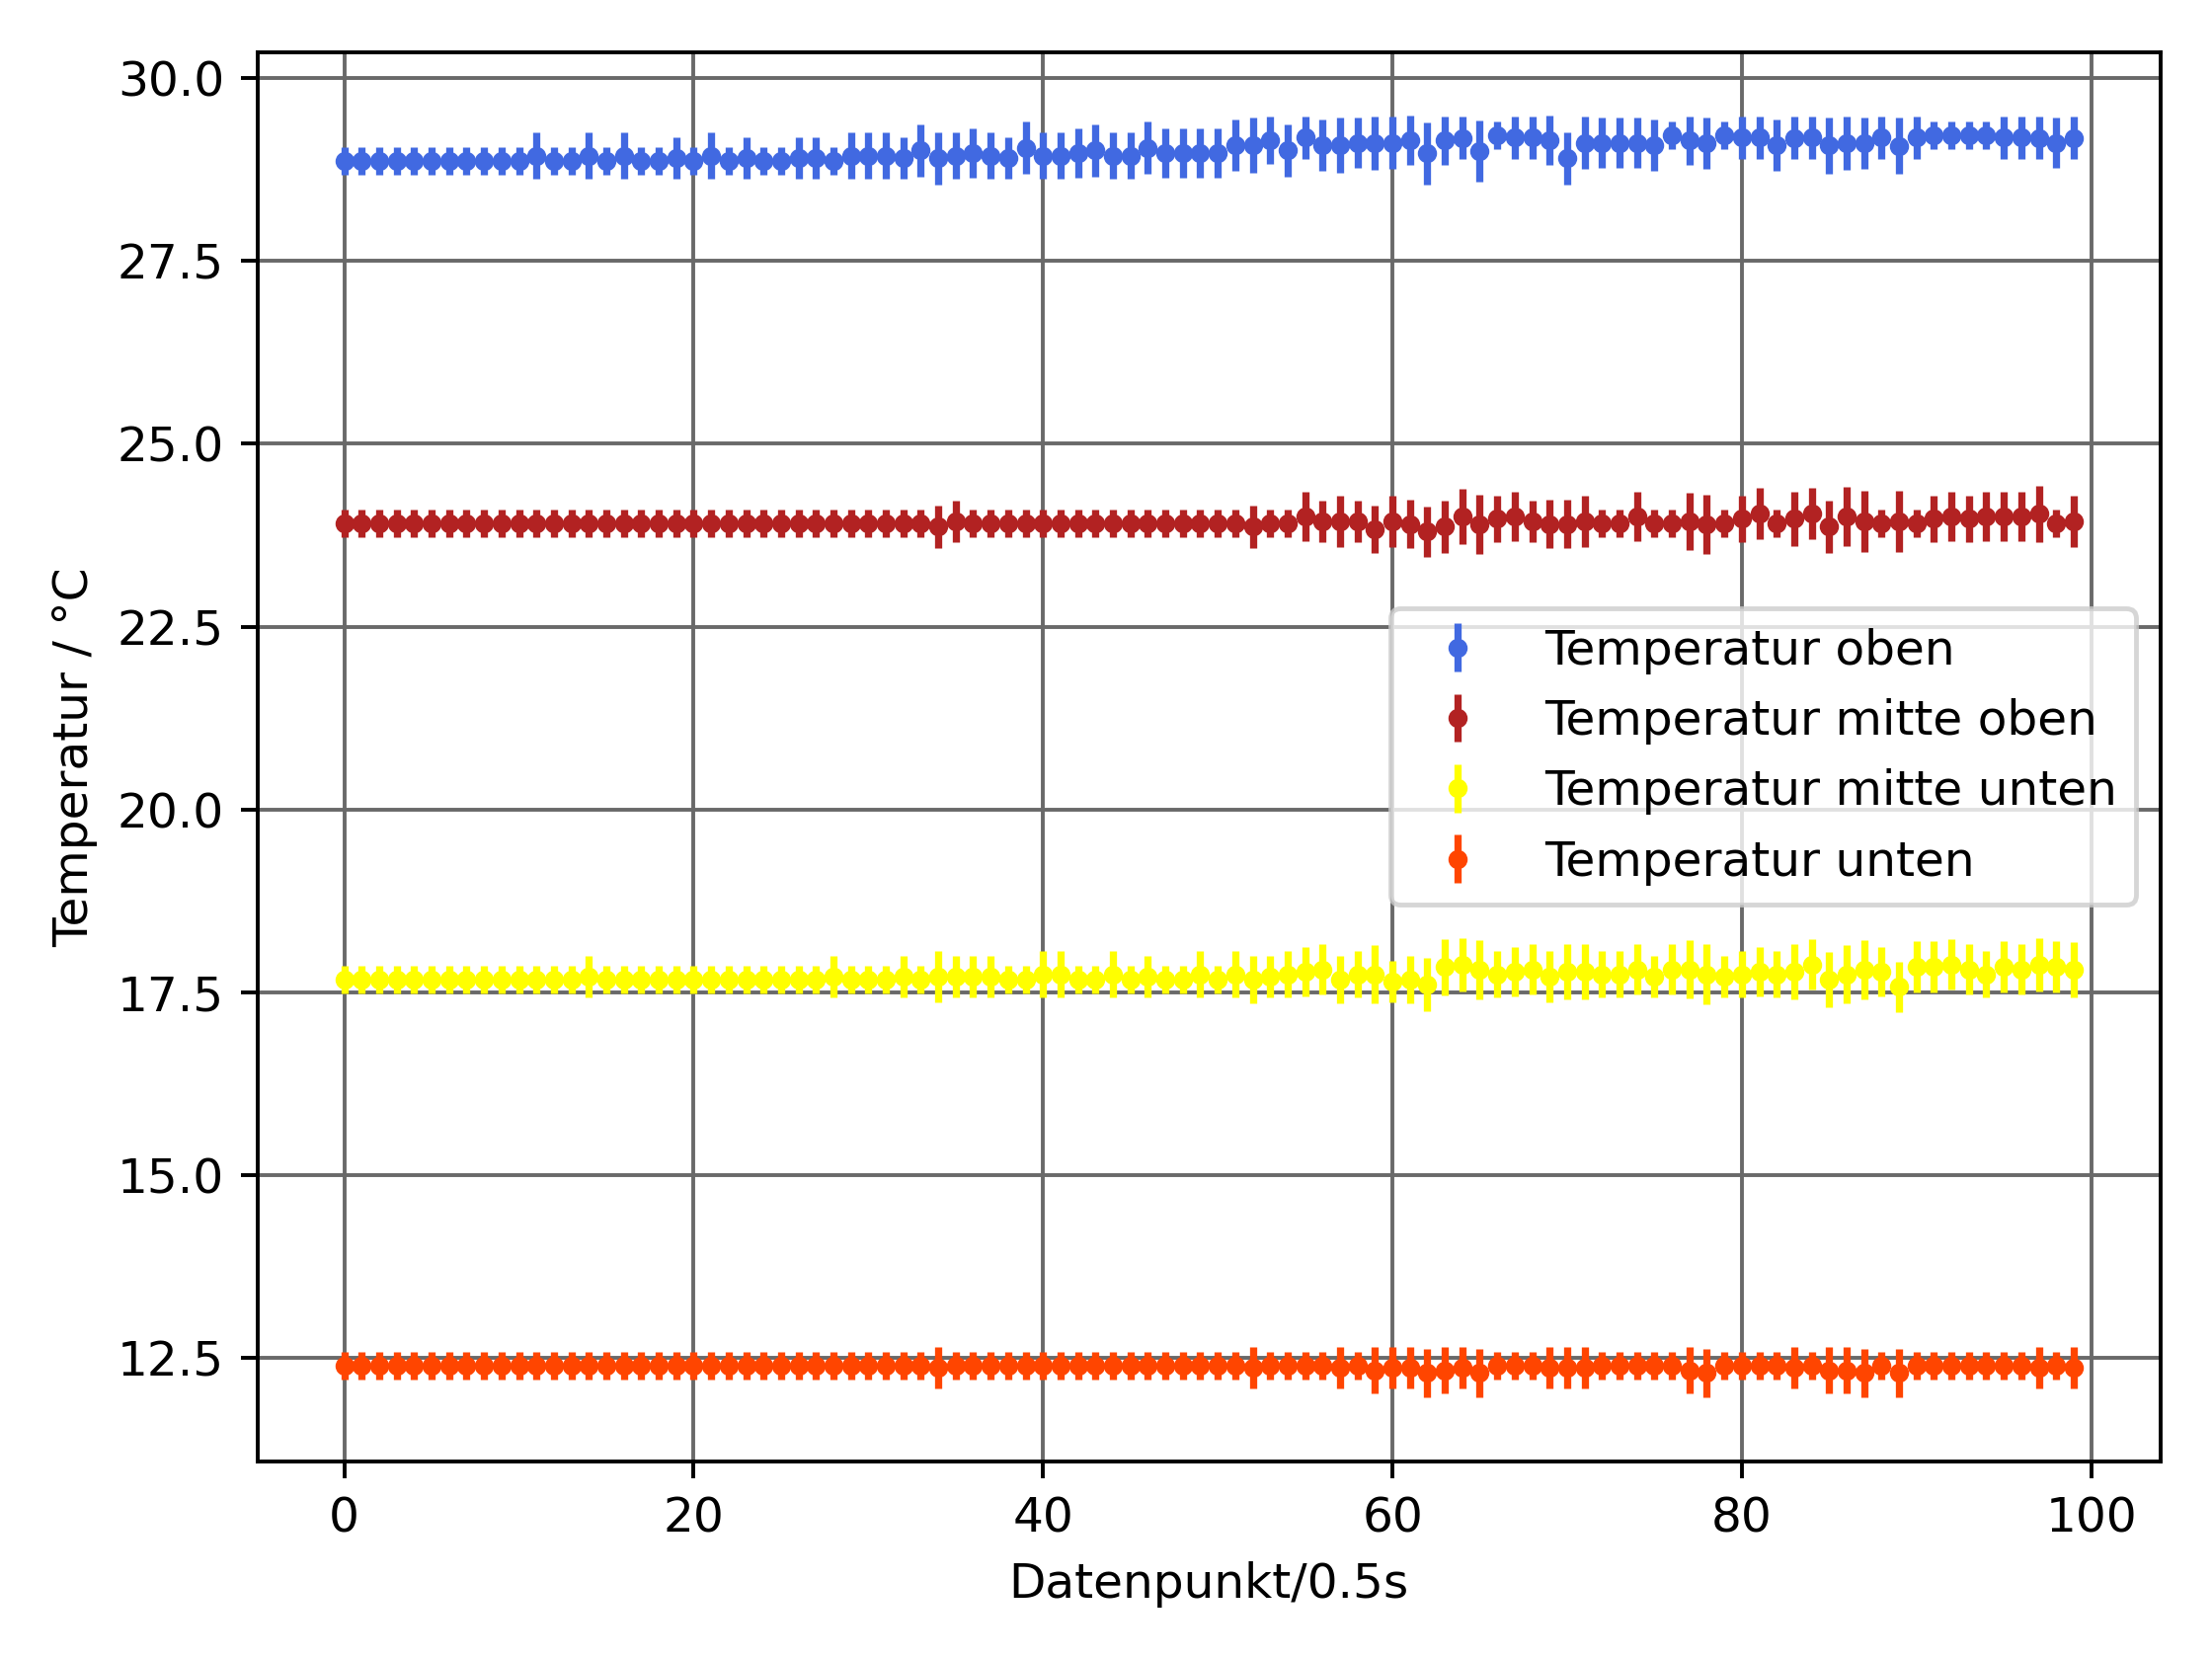 30.0
27.5
25.0
22.5
20.0
17.5
15.0
12.5
Temperatur / °C
Temperatur oben
Temperatur mitte oben
Temperatur mitte unten
Temperatur unten
0 20 40 60 80 100
Datenpunkt/0.5s